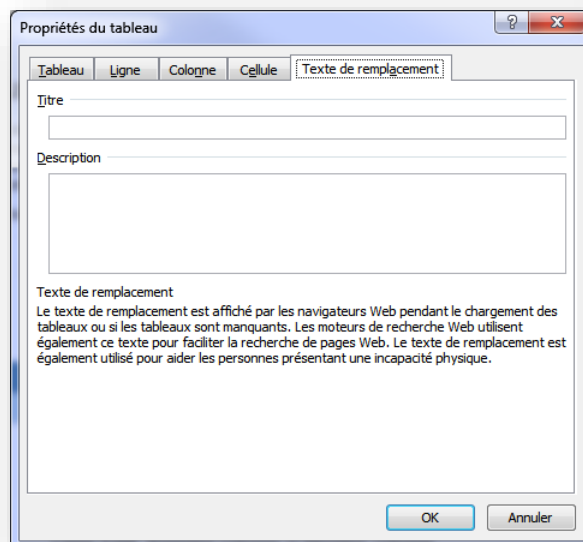 Propriétés du tableau
?
Tableau Ligne Colonne Cellule Texte de remplacement
Titre
Description
Texte de remplacement
Le texte de remplacement est affiché par les navigateurs Web pendant le chargement des
tableaux ou si les tableaux sont manquants. Les moteurs de recherche Web utilisent
également ce texte pour faciliter la recherche de pages Web. Le texte de remplacement est
également utilisé pour aider les personnes présentant une incapacité physique.
OK Annuler